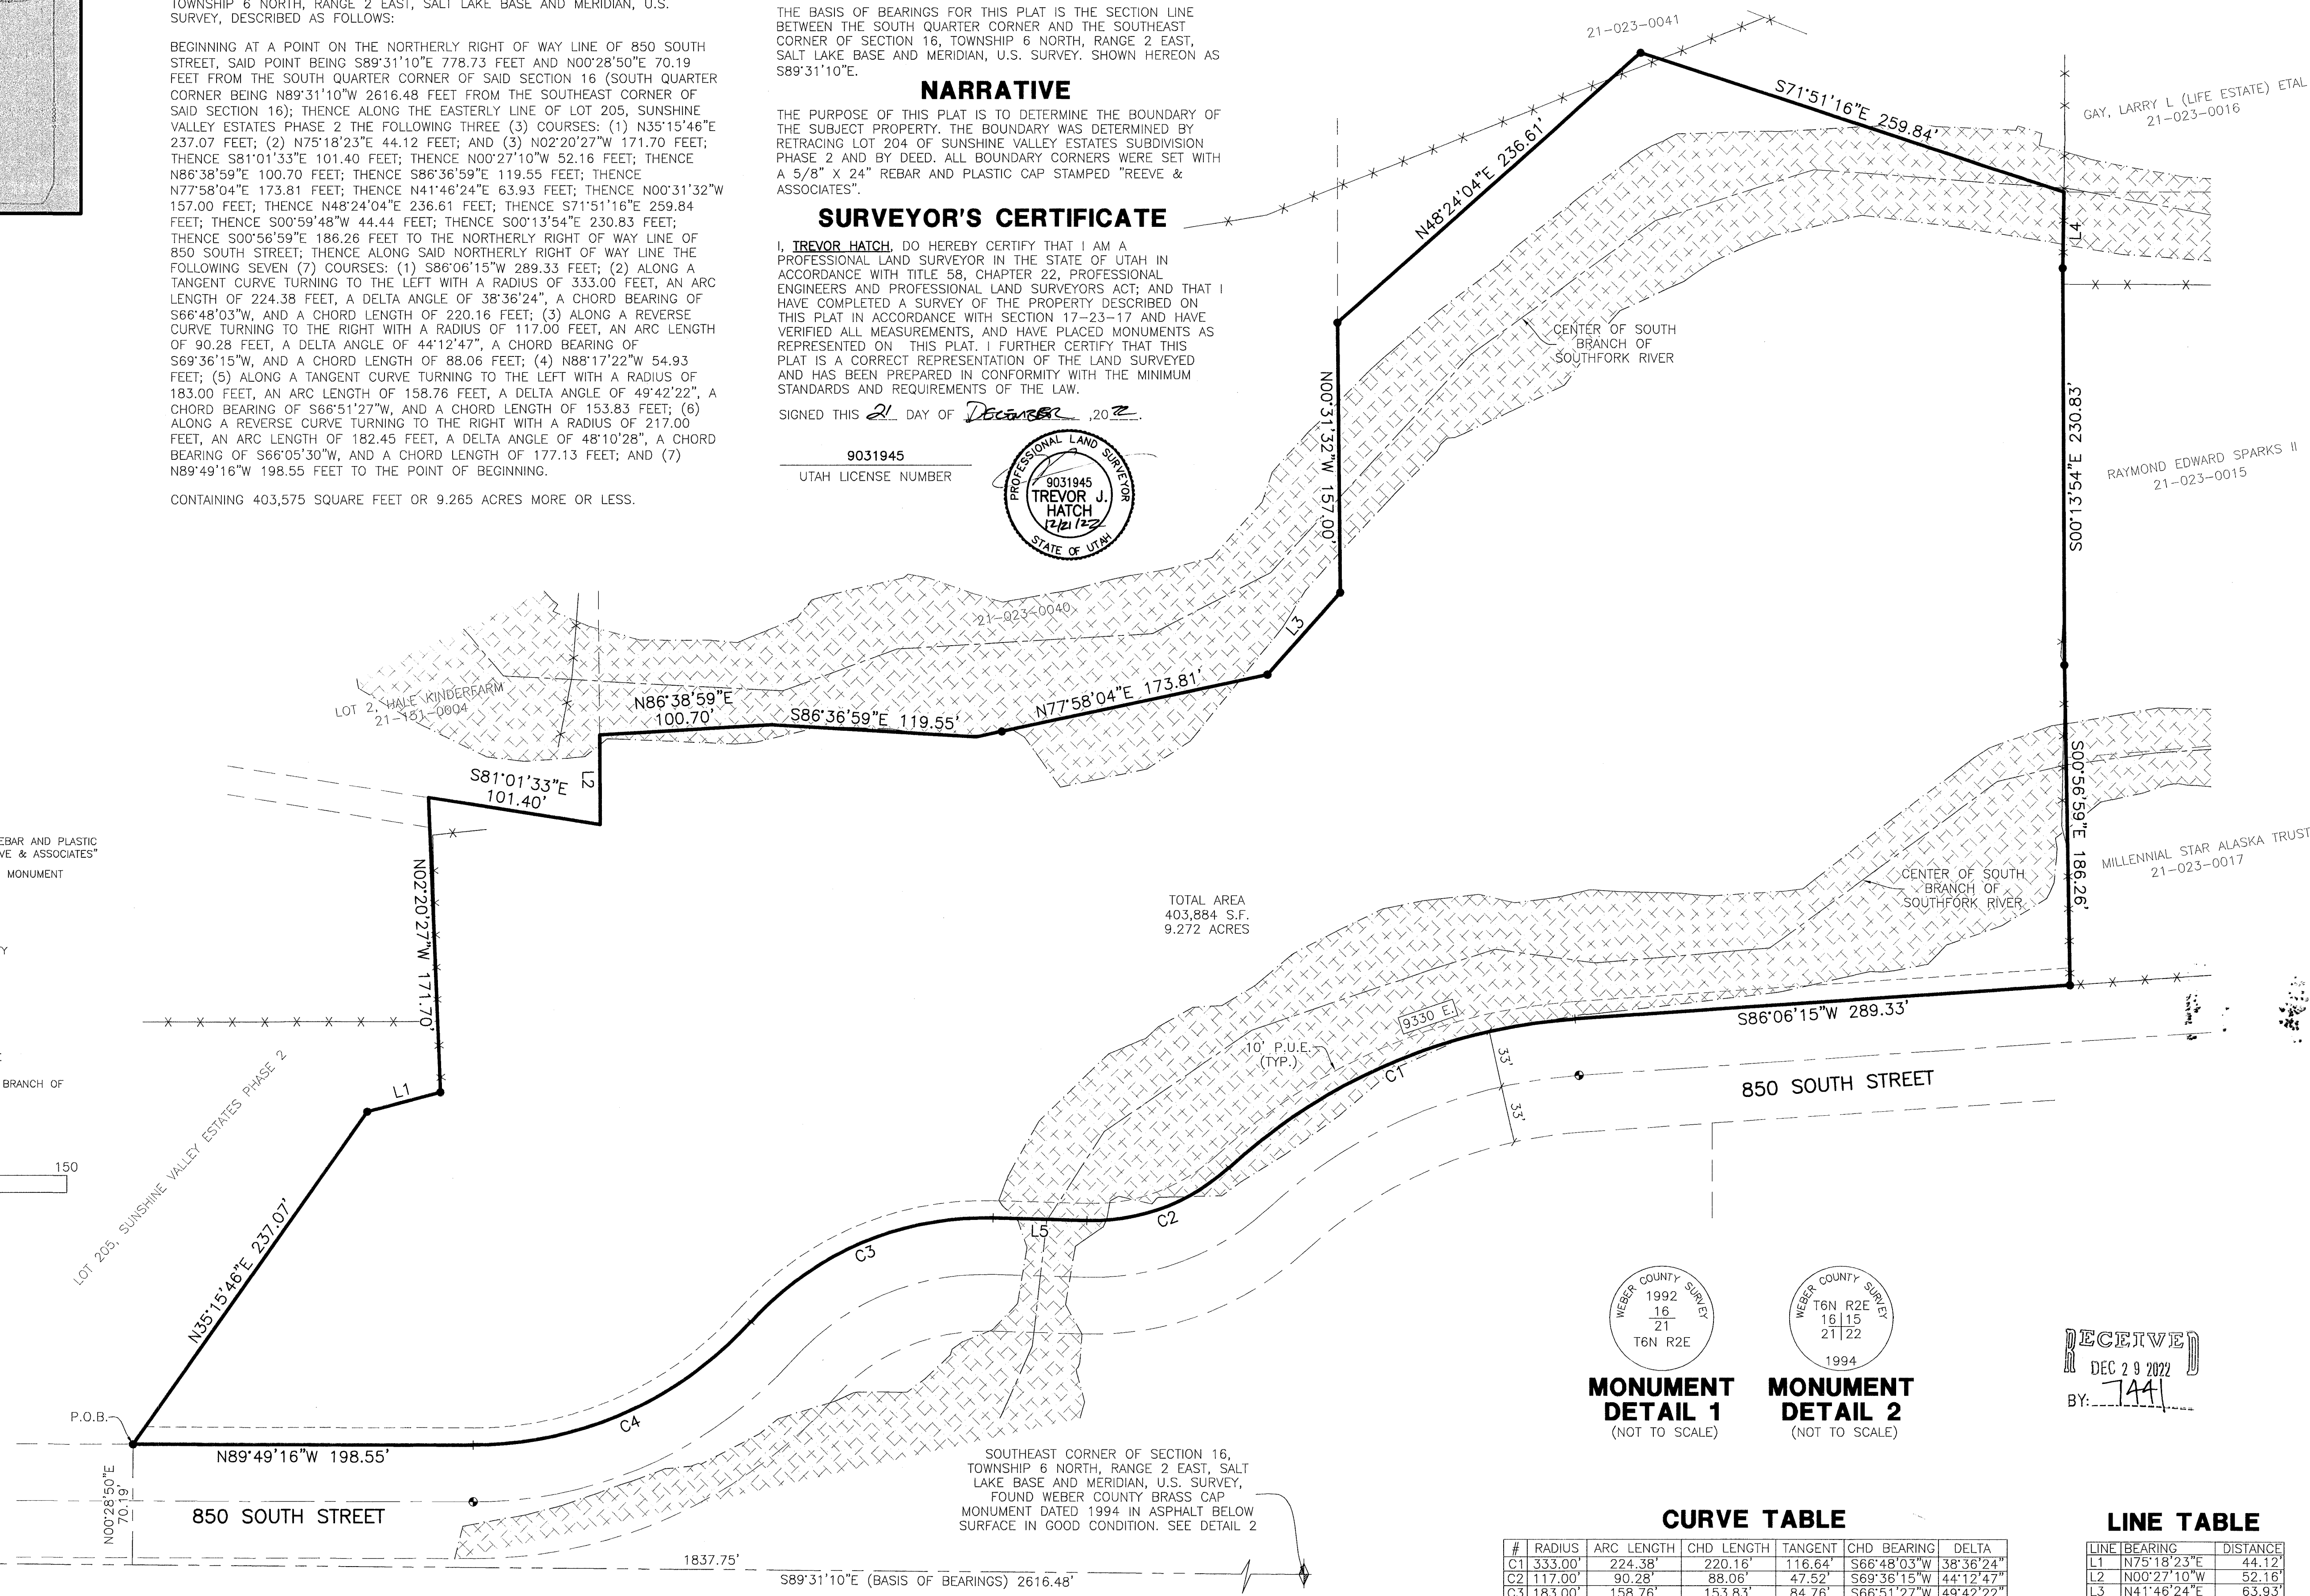 TOWNSHIP 6 NORTH, RANGE 2 EAST, SALT LAKE BASE AND MERIDIAN, U.S.
SURVEY, DESCRIBED AS FOLLOWS:
BEGINNING AT A POINT ON THE NORTHERLY RIGHT OF WAY LINE OF 850 SOUTH
STREET, SAID POINT BEING S89°31'10"E 778.73 FEET AND N00°28'50"E 70.19
FEET FROM THE SOUTH QUARTER CORNER OF SAID SECTION 16 (SOUTH QUARTER
CORNER BEING N89°31'10"W 2616.48 FEET FROM THE SOUTHEAST CORNER OF
SAID SECTION 16); THENCE ALONG THE EASTERLY LINE OF LOT 205, SUNSHINE
VALLEY ESTATES PHASE 2 THE FOLLOWING THREE (3) COURSES: (1) N35°15'46"E
237.07 FEET; (2) N75°18'23"E 44.12 FEET; AND (3) N02°20'27"W 171.70 FEET;
THENCE S81°01'33"E 101.40 FEET; THENCE N00°27'10"W 52.16 FEET; THENCE
N86°38'59"E 100.70 FEET; THENCE S86°36'59"E 119.55 FEET; THENCE
N77°58'04"E 173.81 FEET; THENCE N41°46'24"E 63.93 FEET; THENCE N00°31'32"W
157.00 FEET; THENCE N48°24'04"E 236.61 FEET; THENCE S71°51'16"E 259.84
FEET; THENCE S00°59'48"W 44.44 FEET; THENCE S00°13'54"E 230.83 FEET;
THENCE S00°56'59"E 186.26 FEET TO THE NORTHERLY RIGHT OF WAY LINE OF
850 SOUTH STREET; THENCE ALONG SAID NORTHERLY RIGHT OF WAY LINE THE
FOLLOWING SEVEN (7) COURSES: (1) S86°06'15"W 289.33 FEET; (2) ALONG A
TANGENT CURVE TURNING TO THE LEFT WITH A RADIUS OF 333.00 FEET, AN ARC
LENGTH OF 224.38 FEET, A DELTA ANGLE OF 38°36'24", A CHORD BEARING OF
S66°48'03"W, AND A CHORD LENGTH OF 220.16 FEET; (3) ALONG A REVERSE
CURVE TURNING TO THE RIGHT WITH A RADIUS OF 117.00 FEET, AN ARC LENGTH
OF 90.28 FEET, A DELTA ANGLE OF 44°12'47", A CHORD BEARING OF
S69°36'15"W, AND A CHORD LENGTH OF 88.06 FEET; (4) N88°17'22"W 54.93
FEET; (5) ALONG A TANGENT CURVE TURNING TO THE LEFT WITH A RADIUS OF
183.00 FEET, AN ARC LENGTH OF 158.76 FEET, A DELTA ANGLE OF 49°42'22", A
CHORD BEARING OF S66°51'27"W, AND A CHORD LENGTH OF 153.83 FEET; (6)
ALONG A REVERSE CURVE TURNING TO THE RIGHT WITH A RADIUS OF 217.00
FEET, AN ARC LENGTH OF 182.45 FEET, A DELTA ANGLE OF 48°10'28", A CHORD
BEARING OF S66°05'30"W, AND A CHORD LENGTH OF 177.13 FEET; AND (7)
N89°49'16"W 198.55 FEET TO THE POINT OF BEGINNING.
CONTAINING 403,575 SQUARE FEET OR 9.265 ACRES MORE OR LESS.
THE BASIS OF BEARINGS FOR THIS PLAT IS THE SECTION LINE
BETWEEN THE SOUTH QUARTER CORNER AND THE SOUTHEAST
CORNER OF SECTION 16, TOWNSHIP 6 NORTH, RANGE 2 EAST,
SALT LAKE BASE AND MERIDIAN, U.S. SURVEY. SHOWN HEREON AS
S89°31'10"E.
NARRATIVE
THE PURPOSE OF THIS PLAT IS TO DETERMINE THE BOUNDARY OF
THE SUBJECT PROPERTY. THE BOUNDARY WAS DETERMINED BY
RETRACING LOT 204 OF SUNSHINE VALLEY ESTATES SUBDIVISION
PHASE 2 AND BY DEED. ALL BOUNDARY CORNERS WERE SET WITH
A 5/8" X 24" REBAR AND PLASTIC CAP STAMPED "REEVE &
ASSOCIATES".
SURVEYOR'S CERTIFICATE
I, TREVOR HATCH, DO HEREBY CERTIFY THAT I AM A
PROFESSIONAL LAND SURVEYOR IN THE STATE OF UTAH IN
ACCORDANCE WITH TITLE 58, CHAPTER 22, PROFESSIONAL
ENGINEERS AND PROFESSIONAL LAND SURVEYORS ACT; AND THAT I
HAVE COMPLETED A SURVEY OF THE PROPERTY DESCRIBED ON
THIS PLAT IN ACCORDANCE WITH SECTION 17-23-17 AND HAVE
VERIFIED ALL MEASUREMENTS, AND HAVE PLACED MONUMENTS AS
REPRESENTED ON THIS PLAT. I FURTHER CERTIFY THAT THIS
PLAT IS A CORRECT REPRESENTATION OF THE LAND SURVEYED
AND HAS BEEN PREPARED IN CONFORMITY WITH THE MINIMUM
STANDARDS AND REQUIREMENTS OF THE LAW.
SIGNED THIS 21 DAY OF DECEMBER ,2022.
9031945
UTAH LICENSE NUMBER
PROFESSIONAL LAND SURVEYOR
9031945
TREVOR J.
HATCH
12/21/22
STATE OF UTAH
21-023-0041
S71°51'16"E 259.84'
GAY, LARRY L (LIFE ESTATE) ETAL
21-023-0016
N48°24'04"E 236.61'
L4
CENTER OF SOUTH
BRANCH OF
SOUTHFORK RIVER
N00°31'32"W 157.00'
S00°13'54"E 230.83'
RAYMOND EDWARD SPARKS II
21-023-0015
21-023-0040
L3
LOT 2, HALE KINDERFARM
21-151-0004
N86°38'59"E
100.70'
S86°36'59"E 119.55'
N77°58'04"E 173.81'
S81°01'33"E
101.40'
L2
S00°56'59"E 186.26'
MILLENNIAL STAR ALASKA TRUST
21-023-0017
CENTER OF SOUTH
BRANCH OF
SOUTHFORK RIVER
EBAR AND PLASTIC
VE & ASSOCIATES"
MONUMENT
N02°20'27"W 171.70'
TOTAL AREA
403,884 S.F.
9.272 ACRES
Y
BRANCH OF
150
9330 E.
10' P.U.E.
(TYP.)
S86°06'15"W 289.33'
33'
33'
850 SOUTH STREET
L1
C1
C2
L5
C3
C4
LOT 205, SUNSHINE VALLEY ESTATES PHASE 2
N35°15'46"E 237.07'
P.O.B.
N89°49'16"W 198.55'
N00°28'50"E
70.19'
850 SOUTH STREET
1837.75'
S89°31'10"E (BASIS OF BEARINGS) 2616.48'
SOUTHEAST CORNER OF SECTION 16,
TOWNSHIP 6 NORTH, RANGE 2 EAST, SALT
LAKE BASE AND MERIDIAN, U.S. SURVEY,
FOUND WEBER COUNTY BRASS CAP
MONUMENT DATED 1994 IN ASPHALT BELOW
SURFACE IN GOOD CONDITION. SEE DETAIL 2
WEBER COUNTY SURVEY
1992
16
21
T6N R2E
MONUMENT
DETAIL 1
(NOT TO SCALE)
WEBER COUNTY SURVEY
T6N R2E
16 15
21 22
1994
MONUMENT
DETAIL 2
(NOT TO SCALE)
RECEIVED
DEC 29 2022
BY: 7441
CURVE TABLE
# RADIUS ARC LENGTH CHD LENGTH TANGENT CHD BEARING DELTA
C1 333.00' 224.38' 220.16' 116.64' S66°48'03"W 38°36'24"
C2 117.00' 90.28' 88.06' 47.52' S69°36'15"W 44°12'47"
C3 183.00' 158.76' 153.83' 84.76' S66°51'27"W 49°42'22"
LINE TABLE
LINE BEARING DISTANCE
L1 N75°18'23"E 44.12'
L2 N00°27'10"W 52.16'
L3 N41°46'24"E 63.93'